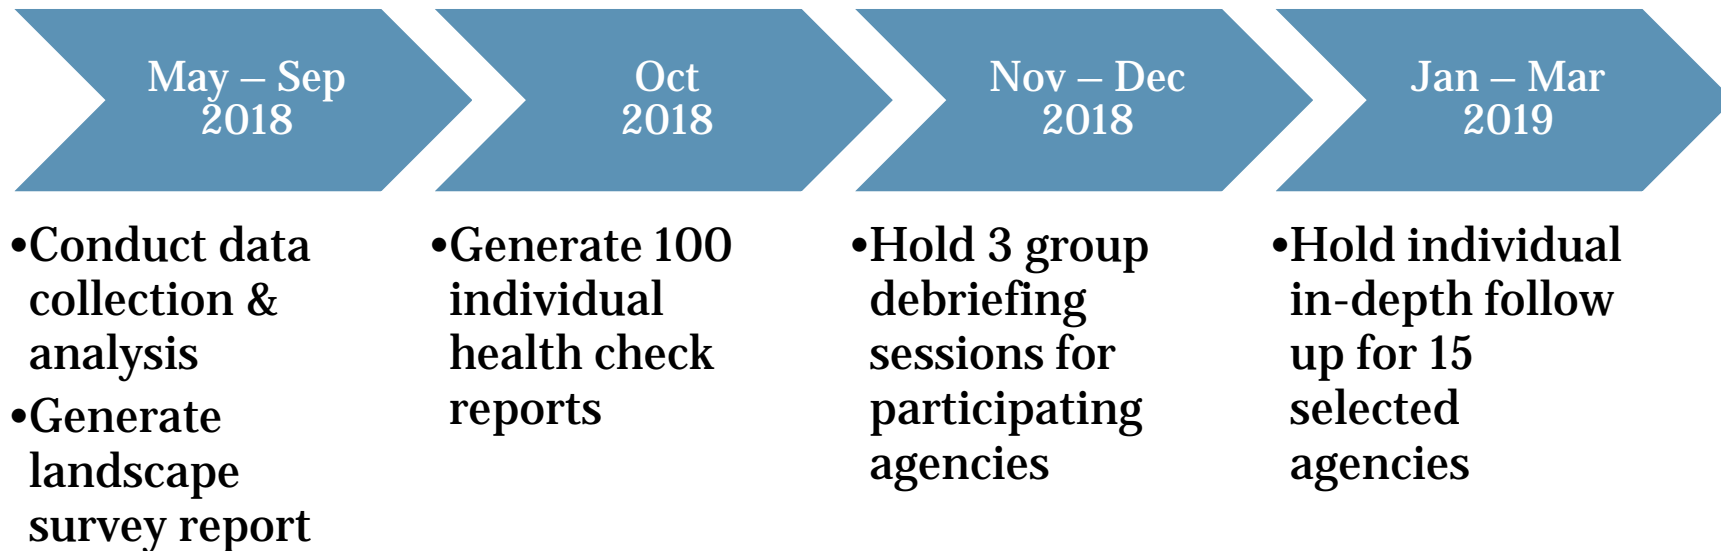 May – Sep
2018
Oct
2018
Nov – Dec
2018
Jan – Mar
2019
•Conduct data
collection &
analysis
•Generate
landscape
survey report
•Generate 100
individual
health check
reports
•Hold 3 group
debriefing
sessions for
participating
agencies
•Hold individual
in-depth follow
up for 15
selected
agencies